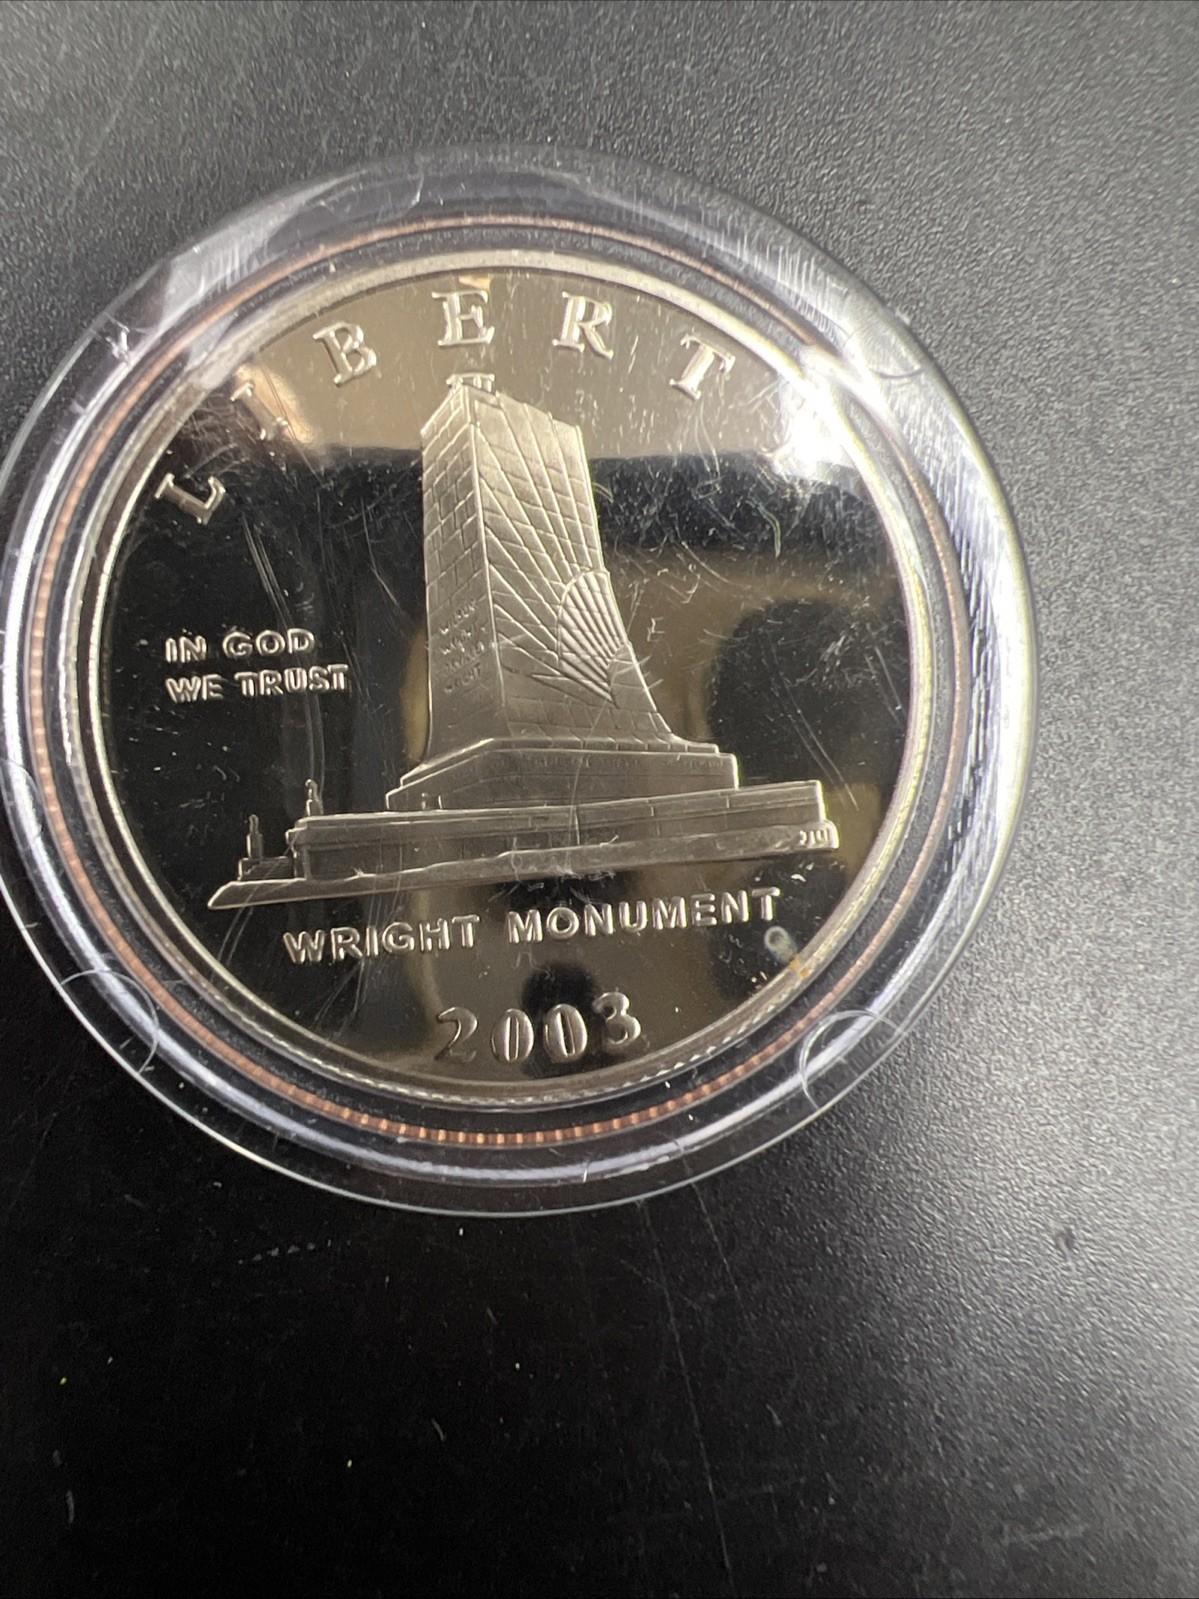 LIBERTY
IN GOD
WE TRUST
WRIGHT MONUMENT
2003